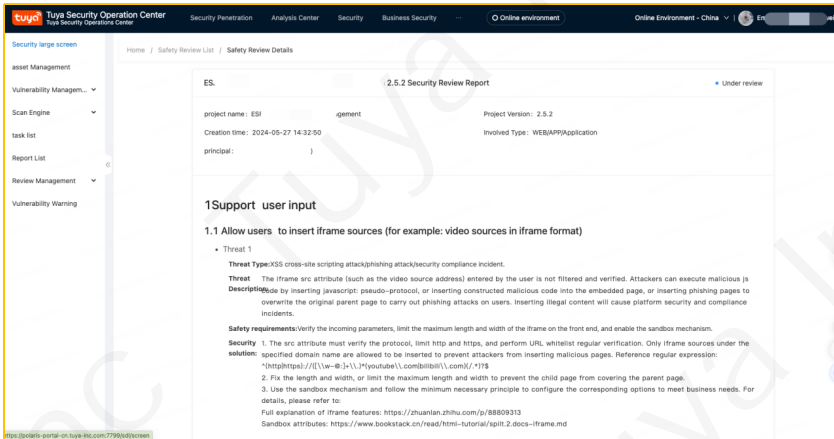 tuya Tuya Security Operation Center
Tuya Security Operations Center
Security Penetration Analysis Center Security Business Security ... Online environment Online Environment - China En
Security large screen
asset Management
Vulnerability Managem...
Scan Engine
task list
Report List
Review Management
Vulnerability Warning
Home / Safety Review List / Safety Review Details
ES. 2.5.2 Security Review Report Under review
project name: ESI gement Project Version: 2.5.2
Creation time: 2024-05-27 14:32:50 Involved Type: WEB/APP/Application
principal:
1Support user input
1.1 Allow users to insert iframe sources (for example: video sources in iframe format)
• Threat 1
Threat Type:XSS cross-site scripting attack/phishing attack/security compliance incident.
Threat Description: The iframe src attribute (such as the video source address) entered by the user is not filtered and verified. Attackers can execute malicious js
code by inserting javascript: pseudo-protocol, or inserting constructed malicious code into the embedded page, or inserting phishing pages to
overwrite the original parent page to carry out phishing attacks on users. Inserting illegal content will cause platform security and compliance
incidents.
Safety requirements:Verify the incoming parameters, limit the maximum length and width of the iframe on the front end, and enable the sandbox mechanism.
Security solution: 1. The src attribute must verify the protocol, limit http and https, and perform URL whitelist regular verification. Only iframe sources under the
specified domain name are allowed to be inserted to prevent attackers from inserting malicious pages. Reference regular expression:
^(http|https)://([\\w-@:]+\\.)*(youtube\\.com|bilibili\\.com)(/.*)?$
2. Fix the length and width, or limit the maximum length and width to prevent the child page from covering the parent page.
3. Use the sandbox mechanism and follow the minimum necessary principle to configure the corresponding options to meet business needs. For
details, please refer to:
Full explanation of iframe features: https://zhuanlan.zhihu.com/p/88809313
Sandbox attributes: https://www.bookstack.cn/read/html-tutorial/spilt.2.docs-iframe.md
https://polaris-portal-cn.tuya-inc.com:7799/sdl/screen
Tuya Inc